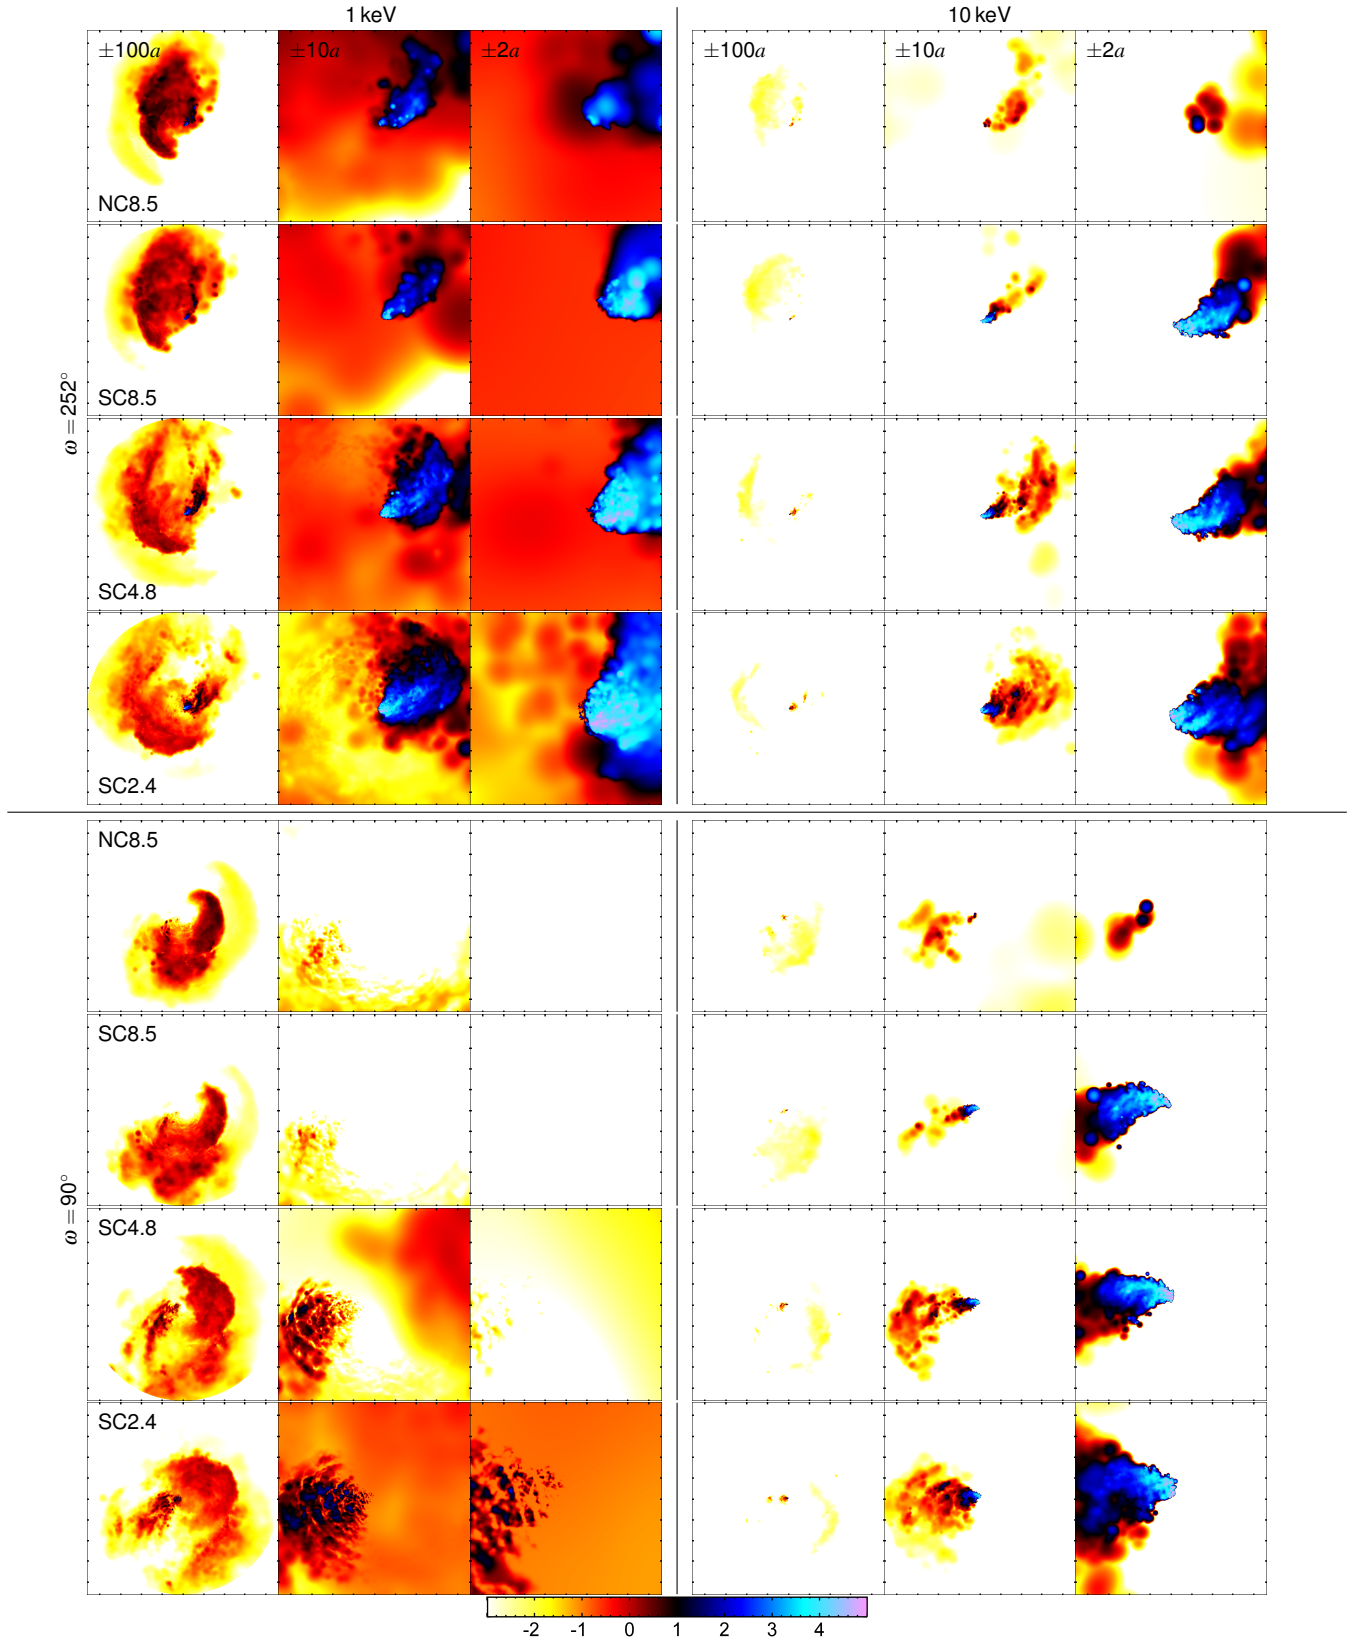 1 keV
10 keV
±100a
±10a
±2a
±100a
±10a
±2a
NC8.5
SC8.5
SC4.8
SC2.4
ω = 252°
NC8.5
SC8.5
SC4.8
SC2.4
ω = 90°
-2 -1 0 1 2 3 4